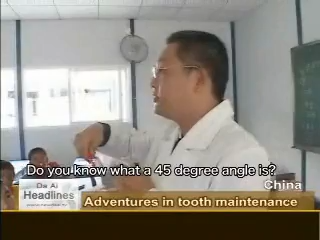 Do you know what a 45 degree angle is?
China
Da Ai
Headlines
Adventures in tooth maintenance